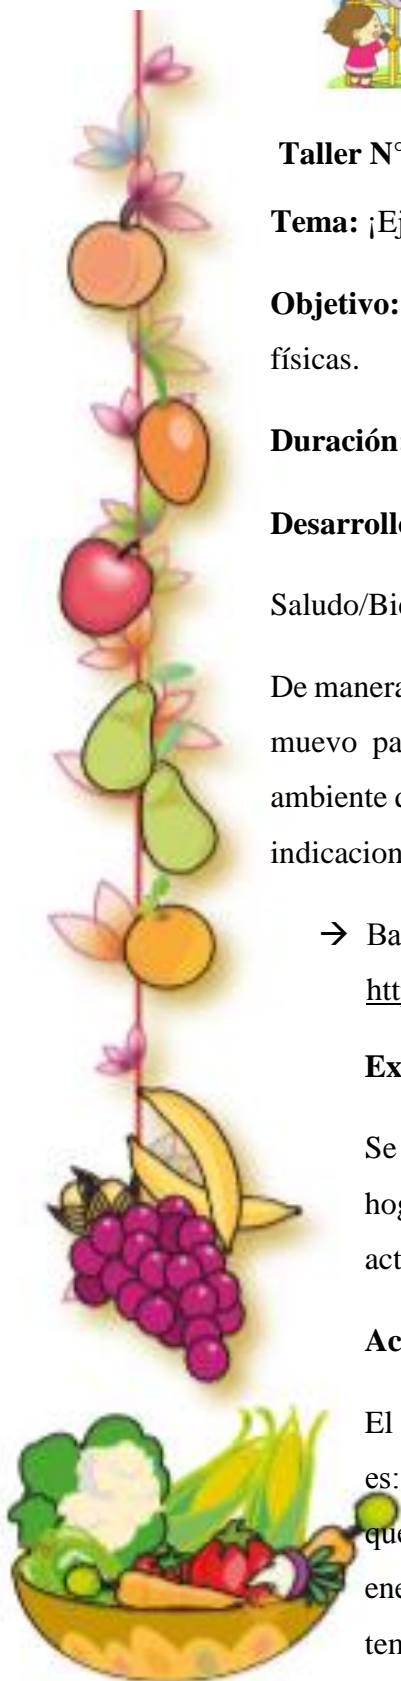 Taller N°
Tema: ¡Ej
Objetivo:
físicas.
Duración:
Desarrollo
Saludo/Bi
De manera
muevo pa
ambiente
indicacion
→ Ba
htt
Ex
Se
hog
act
Ac
El
es:
que
ene
ten